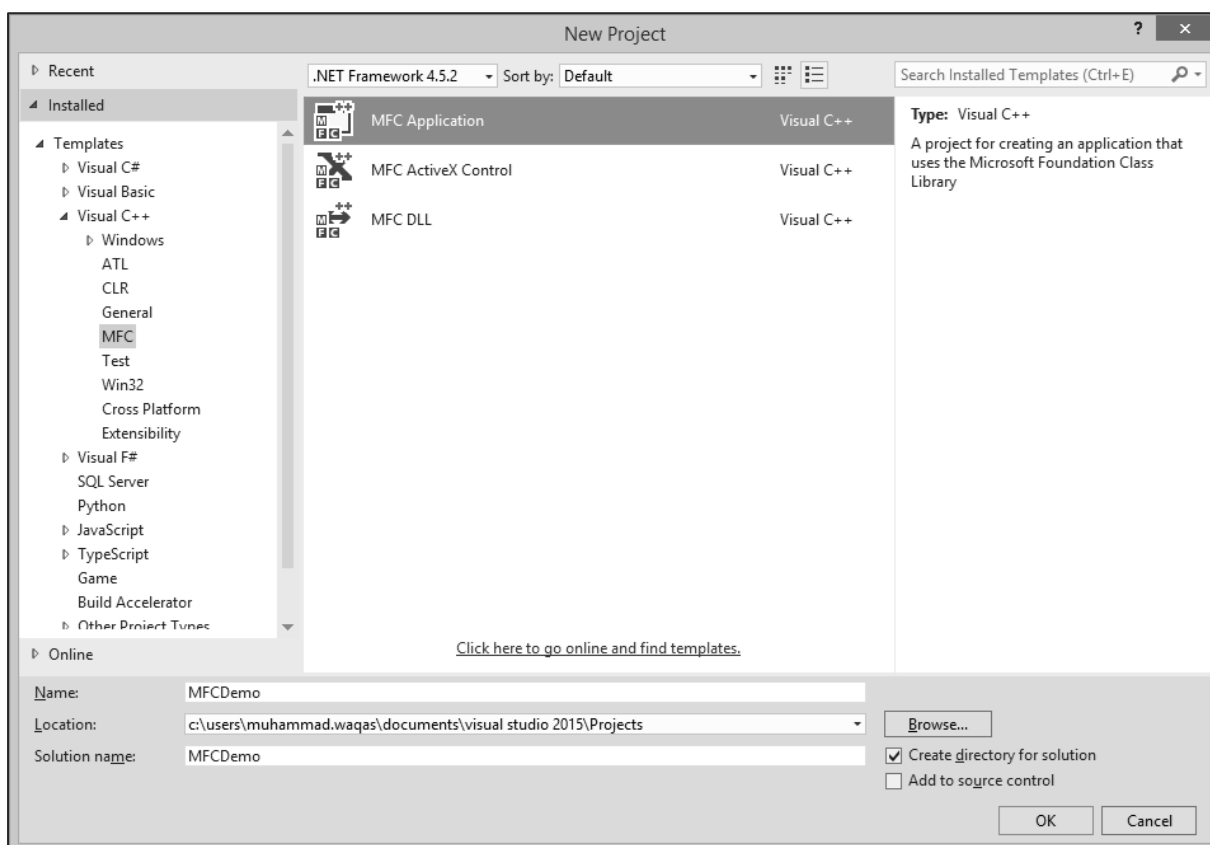 New Project
?
Recent
Installed
Templates
Visual C#
Visual Basic
Visual C++
Windows
ATL
CLR
General
MFC
Test
Win32
Cross Platform
Extensibility
Visual F#
SQL Server
Python
JavaScript
TypeScript
Game
Build Accelerator
Other Project Types
Online
.NET Framework 4.5.2 Sort by: Default
MFC Application Visual C++
MFC ActiveX Control Visual C++
MFC DLL Visual C++
Click here to go online and find templates.
Search Installed Templates (Ctrl+E)
Type: Visual C++
A project for creating an application that
uses the Microsoft Foundation Class
Library
Name: MFCDemo
Location: c:\users\muhammad.waqas\documents\visual studio 2015\Projects
Browse...
Solution name: MFCDemo
Create directory for solution
Add to source control
OK Cancel